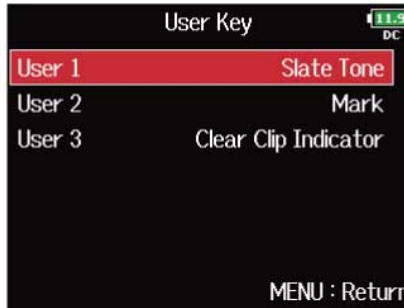 User Key
11.9
DC
User 1 Slate Tone
User 2 Mark
User 3 Clear Clip Indicator
MENU : Return